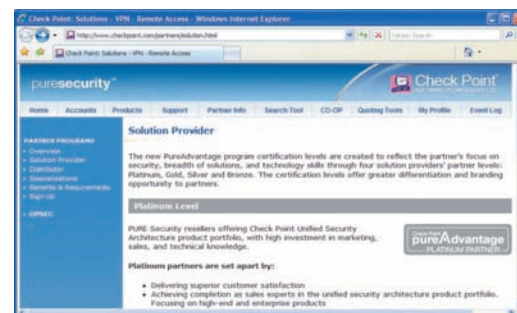 Check Point: Solutions - VPN - Remote Access - Windows Internet Explorer
http://www.checkpoint.com/partners/solution.html
Check Point: Solutions - VPN - Remote Access
puresecurity™
Check Point
Home Accounts Products Support Partner Info Search Tool CO-OP Quoting Tools My Profile Event Log
PARTNER PROGRAMS
Overview
Solution Provider
Distributor
Specializations
Benefits & Requirements
Sign Up
OPSEC
Solution Provider
The new PureAdvantage program certification levels are created to reflect the partner's focus on
security, breadth of solutions, and technology skills through four solution providers' partner levels:
Platinum, Gold, Silver and Bronze. The certification levels offer greater differentiation and branding
opportunity to partners.
Platinum Level
PURE Security resellers offering Check Point Unified Security
Architecture product portfolio, with high investment in marketing,
sales, and technical knowledge.
Check Point
pureAdvantage
PLATINUM PARTNER
Platinum partners are set apart by:
• Delivering superior customer satisfaction
• Achieving completion as sales experts in the unified security architecture product portfolio.
Focusing on high-end and enterprise products